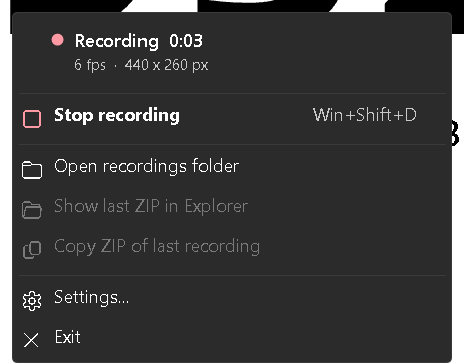 Recording 0:03
6 fps · 440 x 260 px
Stop recording Win+Shift+D
Open recordings folder
Show last ZIP in Explorer
Copy ZIP of last recording
Settings...
Exit